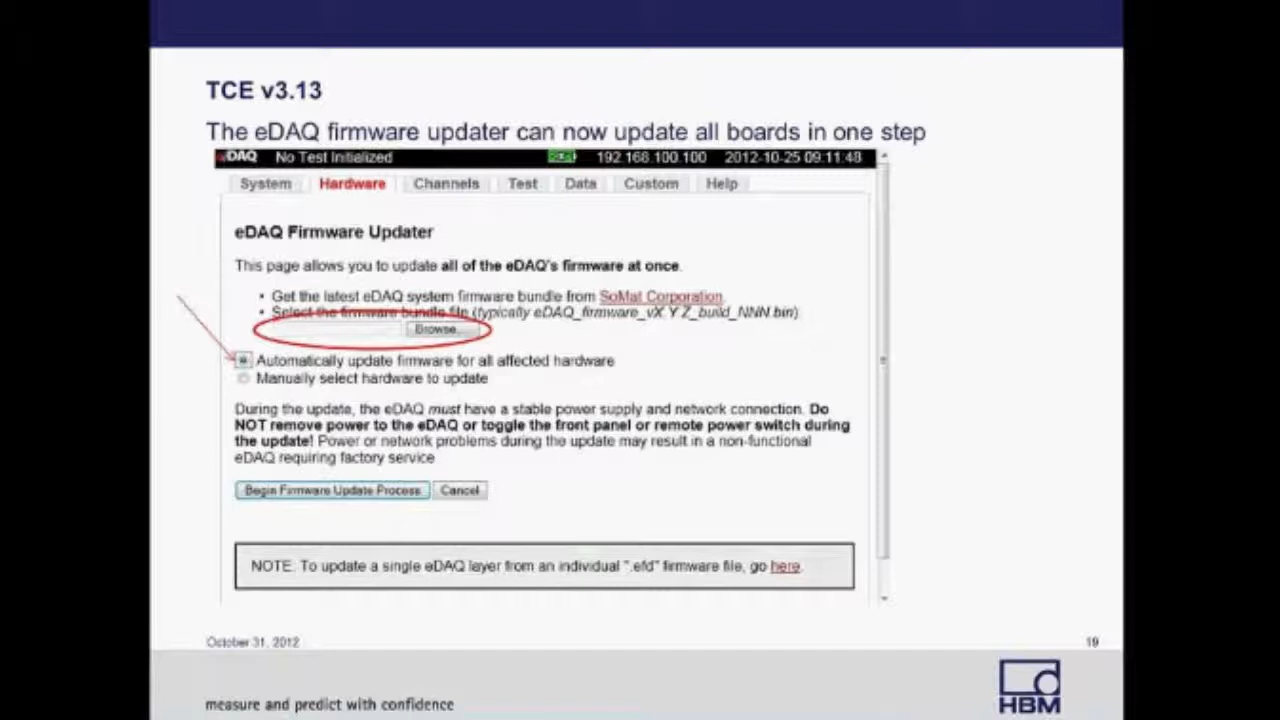 TCE v3.13
The eDAQ firmware updater can now update all boards in one step
eDAQ No Test Initialized 192.168.100.100 2012-10-25 09:11:48
System Hardware Channels Test Data Custom Help
eDAQ Firmware Updater
This page allows you to update all of the eDAQ's firmware at once.
• Get the latest eDAQ system firmware bundle from SoMat Corporation.
• Select the firmware bundle file (typically eDAQ_firmware_vX.Y.Z_build_NNN.bin)
Browse...
Automatically update firmware for all affected hardware
Manually select hardware to update
During the update, the eDAQ must have a stable power supply and network connection. Do
NOT remove power to the eDAQ or toggle the front panel or remote power switch during
the update! Power or network problems during the update may result in a non-functional
eDAQ requiring factory service
Begin Firmware Update Process Cancel
NOTE: To update a single eDAQ layer from an individual ".efd" firmware file, go here.
October 31, 2012 19
measure and predict with confidence
HBM